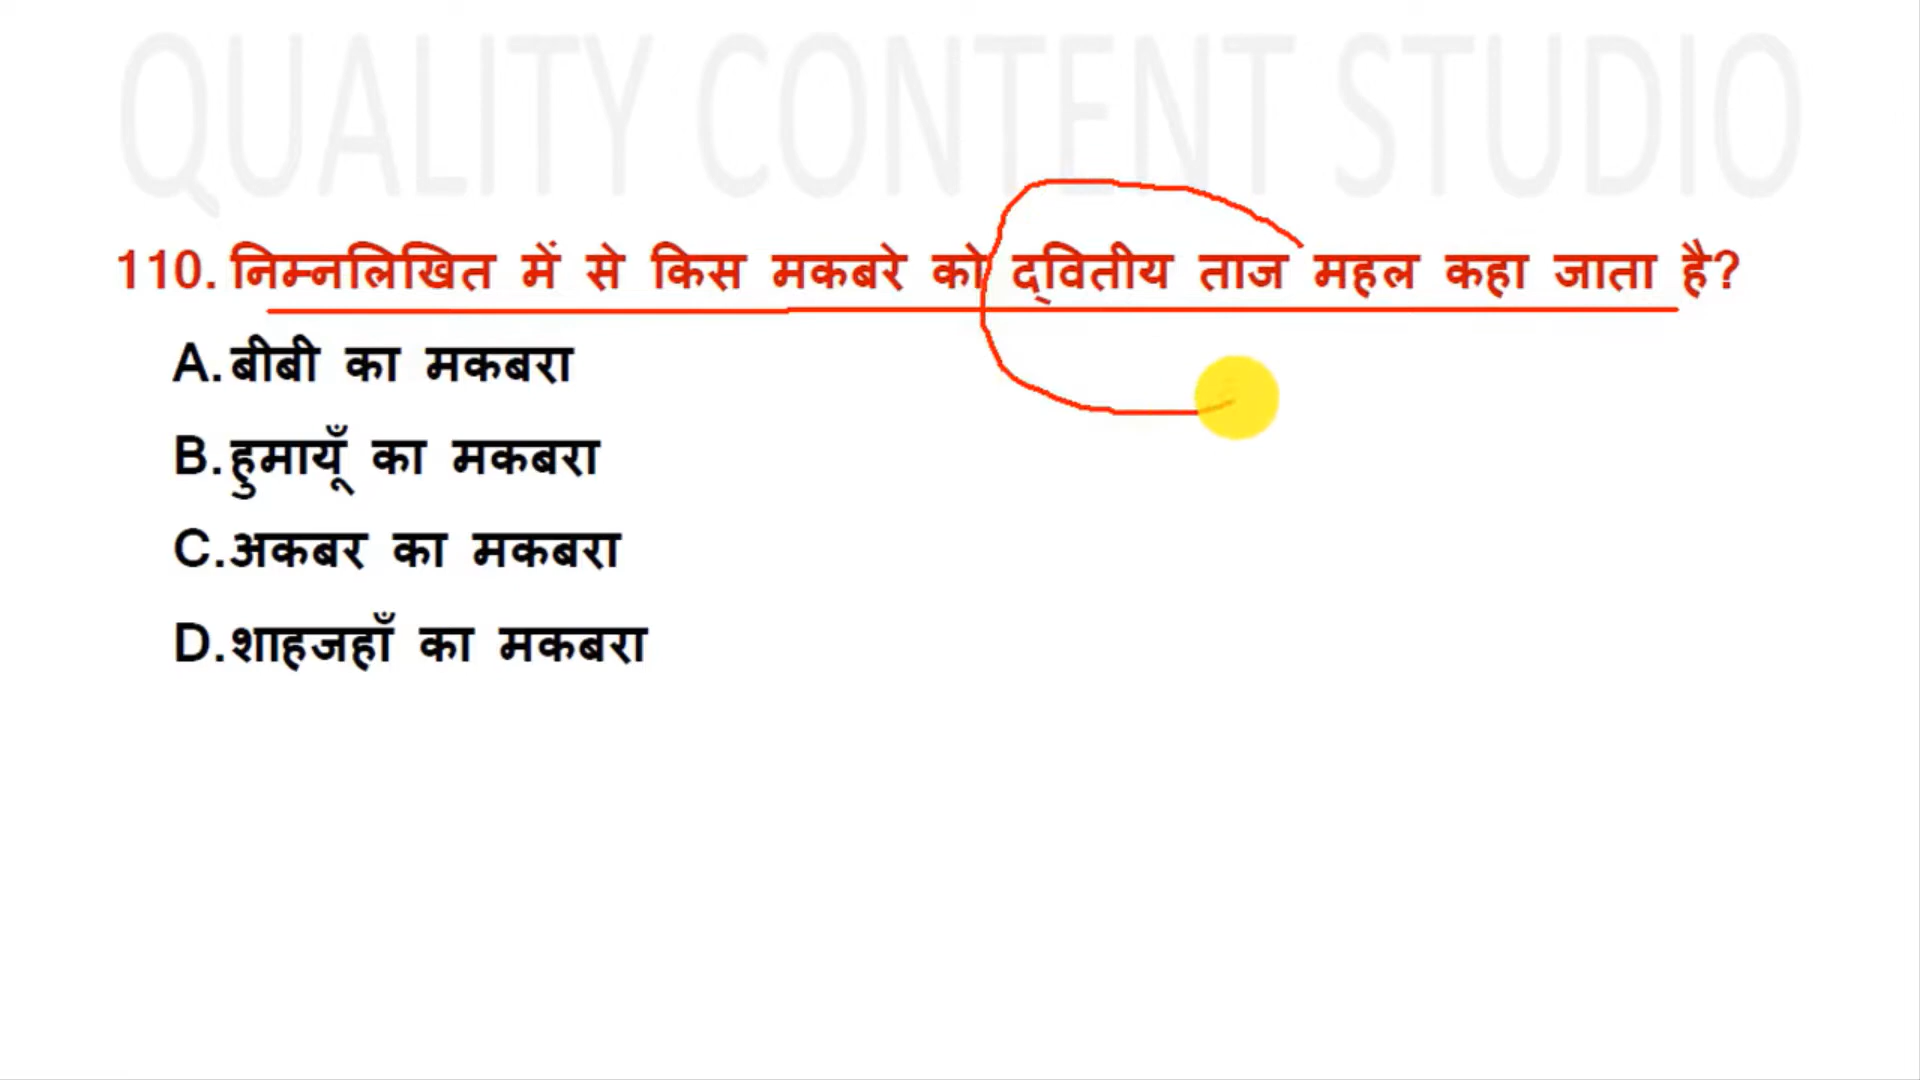 QUALITY CONTENT STUDIO
110. निम्नलिखित में से किस मकबरे को द्वितीय ताज महल कहा जाता है?
A. बीबी का मकबरा
B. हुमायूँ का मकबरा
C. अकबर का मकबरा
D. शाहजहाँ का मकबरा